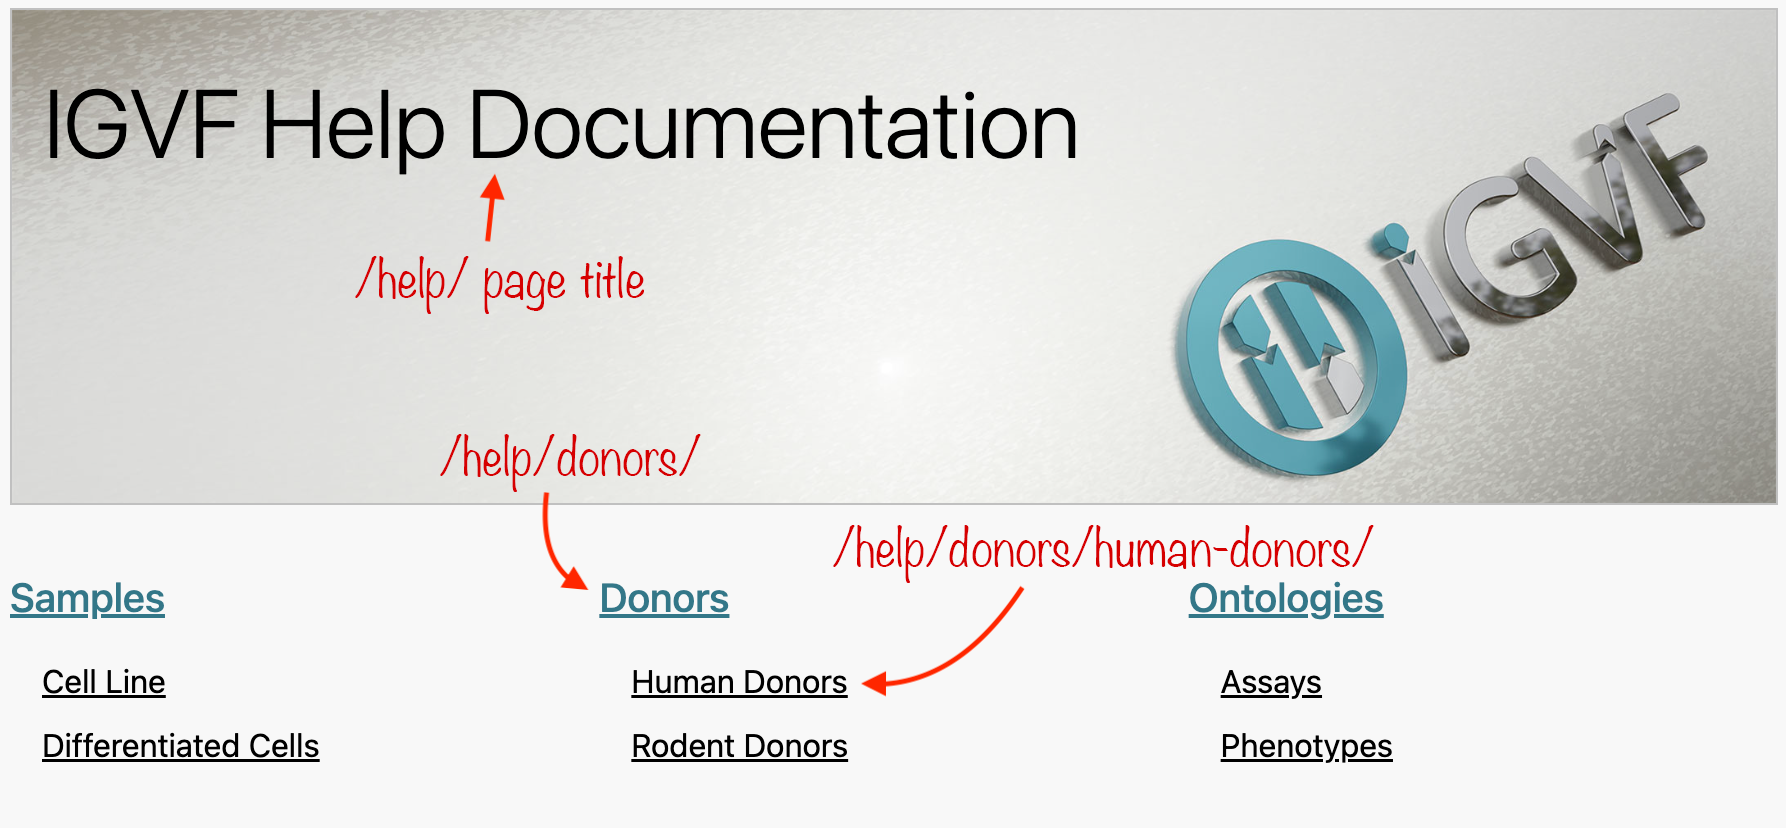 IGVF Help Documentation
/help/ page title
iGVF
/help/donors/
/help/donors/human-donors/
Samples
Donors
Ontologies
Cell Line
Human Donors
Assays
Differentiated Cells
Rodent Donors
Phenotypes